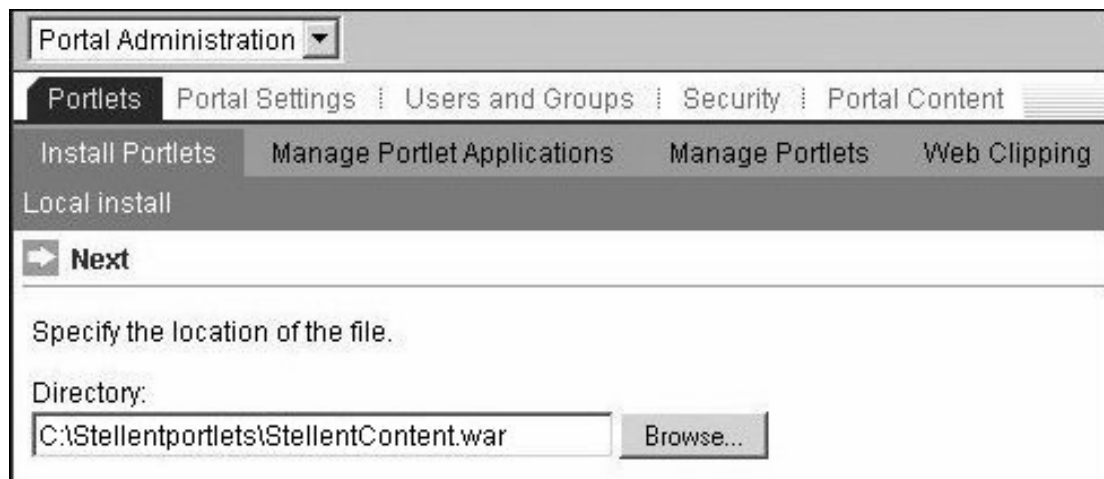 Portal Administration
Portlets Portal Settings Users and Groups Security Portal Content
Install Portlets Manage Portlet Applications Manage Portlets Web Clipping
Local install
Next
Specify the location of the file.
Directory:
C:\Stellentportlets\StellentContent.war Browse...